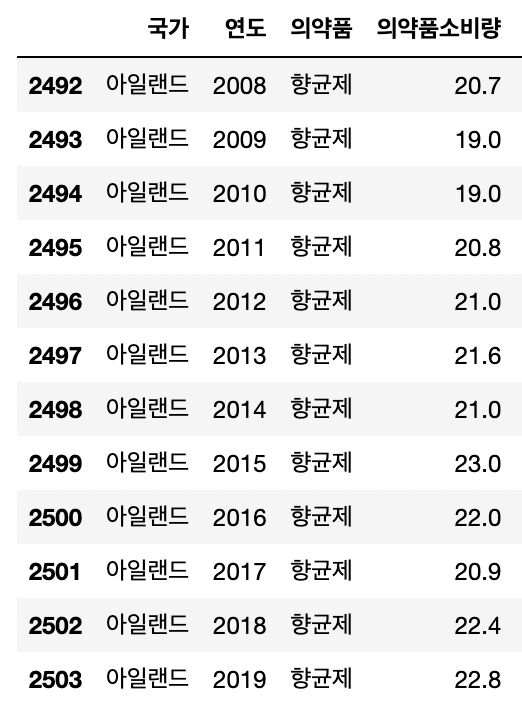 국가 연도 의약품 의약품소비량
2492 아일랜드 2008 항균제 20.7
2493 아일랜드 2009 항균제 19.0
2494 아일랜드 2010 항균제 19.0
2495 아일랜드 2011 항균제 20.8
2496 아일랜드 2012 항균제 21.0
2497 아일랜드 2013 항균제 21.6
2498 아일랜드 2014 항균제 21.0
2499 아일랜드 2015 항균제 23.0
2500 아일랜드 2016 항균제 22.0
2501 아일랜드 2017 항균제 20.9
2502 아일랜드 2018 항균제 22.4
2503 아일랜드 2019 항균제 22.8